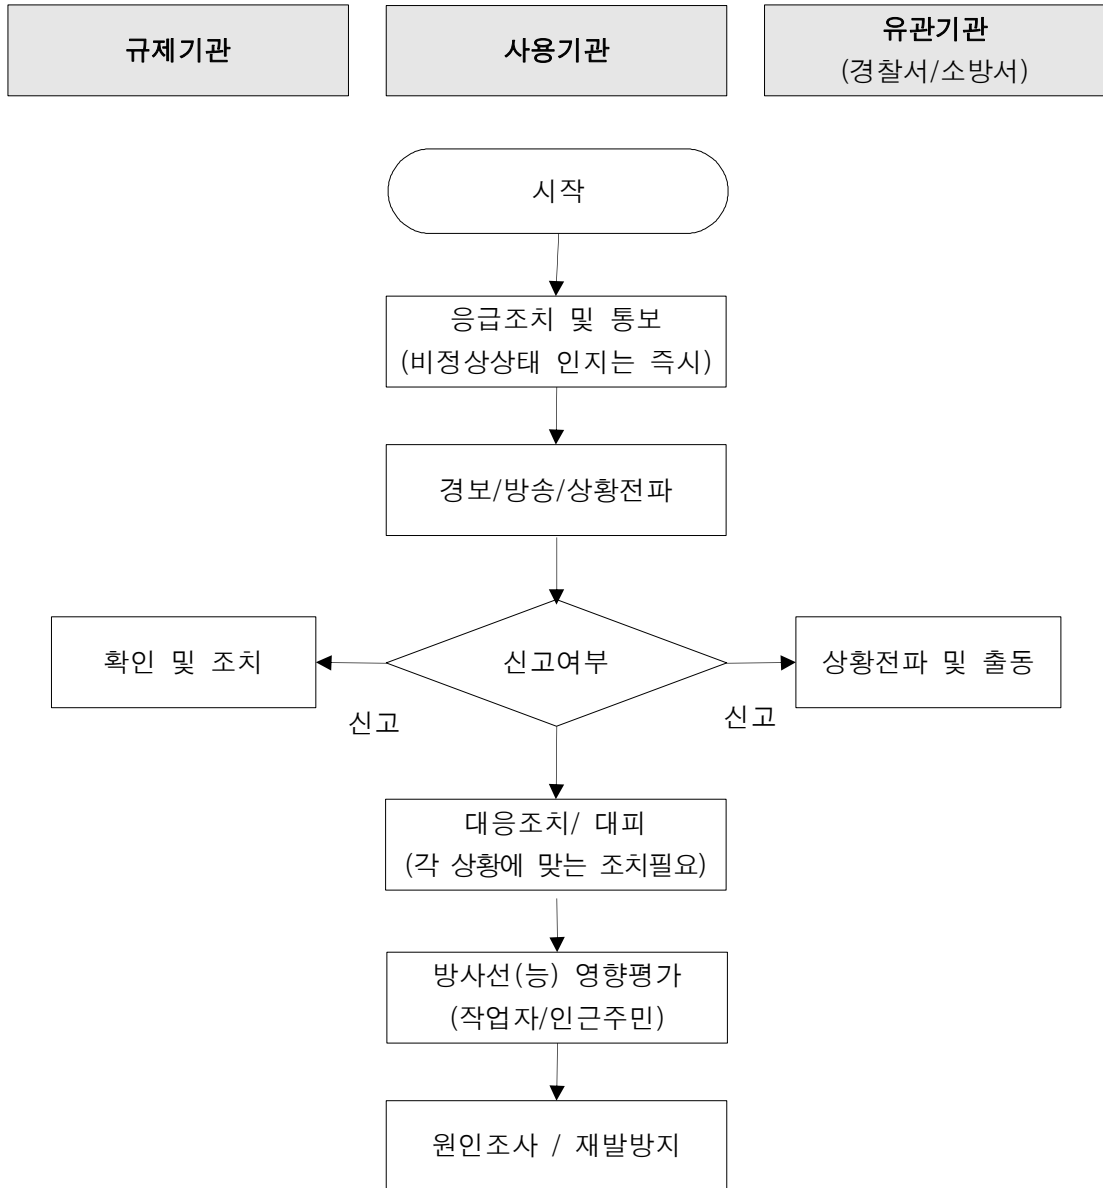 규제기관
사용기관
유관기관
(경찰서/소방서)
시작
응급조치 및 통보
(비정상상태 인지는 즉시)
경보/방송/상황전파
확인 및 조치
신고여부
상황전파 및 출동
신고
신고
대응조치/ 대피
(각 상황에 맞는 조치필요)
방사선(능) 영향평가
(작업자/인근주민)
원인조사 / 재발방지